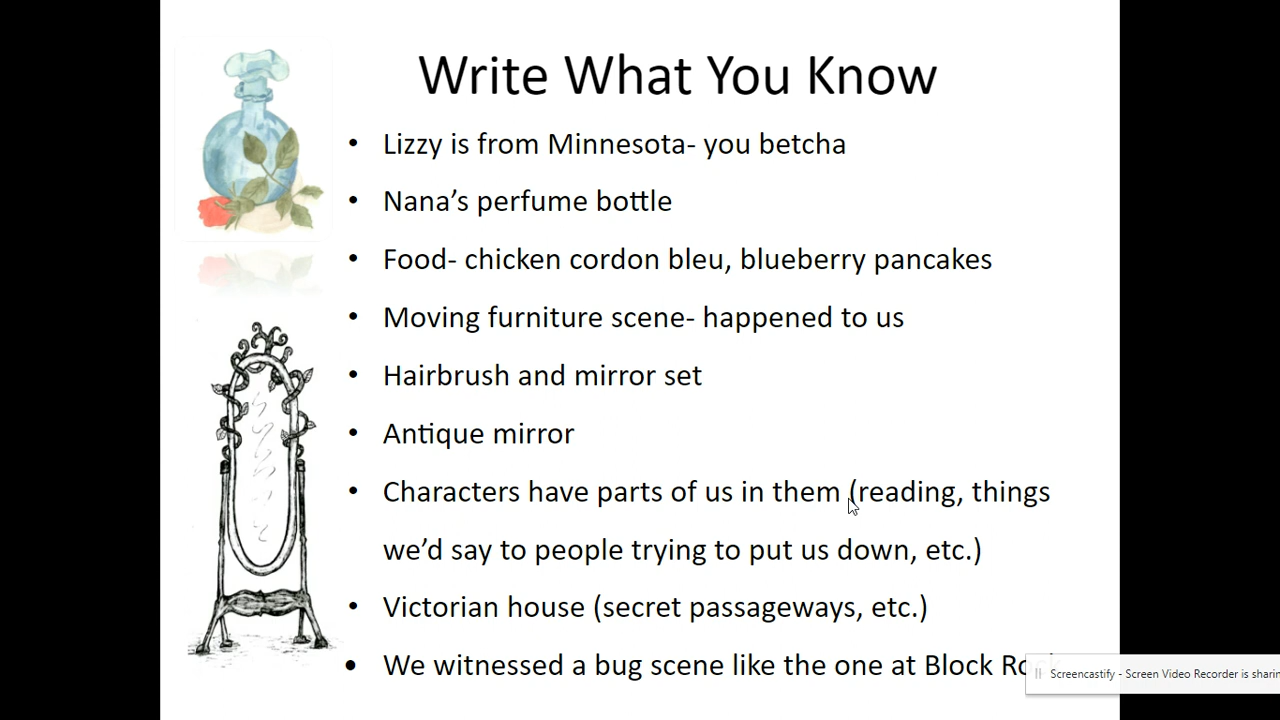 Write What You Know
• Lizzy is from Minnesota- you betcha
• Nana’s perfume bottle
• Food- chicken cordon bleu, blueberry pancakes
• Moving furniture scene- happened to us
• Hairbrush and mirror set
• Antique mirror
• Characters have parts of us in them (reading, things
we’d say to people trying to put us down, etc.)
• Victorian house (secret passageways, etc.)
• We witnessed a bug scene like the one at Block
Screencastify - Screen Video Recorder is